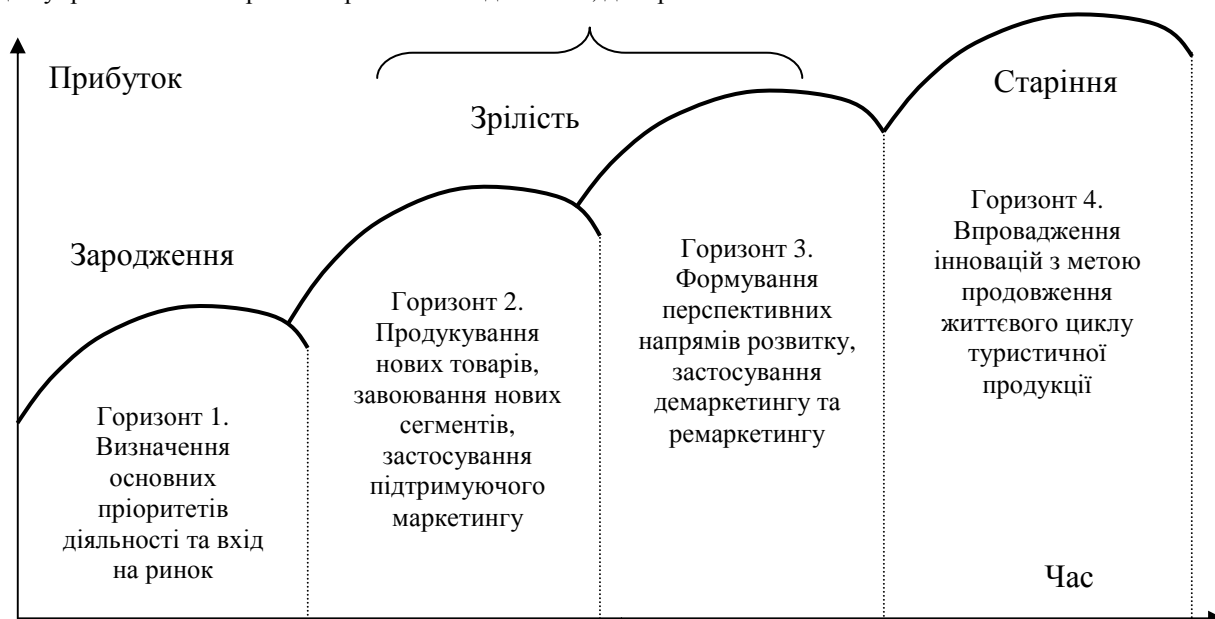 Прибуток
Старіння
Зрілість
Зародження
Горизонт 1.
Визначення
основних
пріоритетів
діяльності та вхід
на ринок
Горизонт 2.
Продукування
нових товарів,
завоювання нових
сегментів,
застосування
підтримуючого
маркетингу
Горизонт 3.
Формування
перспективних
напрямів розвитку,
застосування
демаркетингу та
ремаркетингу
Горизонт 4.
Впровадження
інновацій з метою
продовження
життєвого циклу
туристичної
продукції
Час